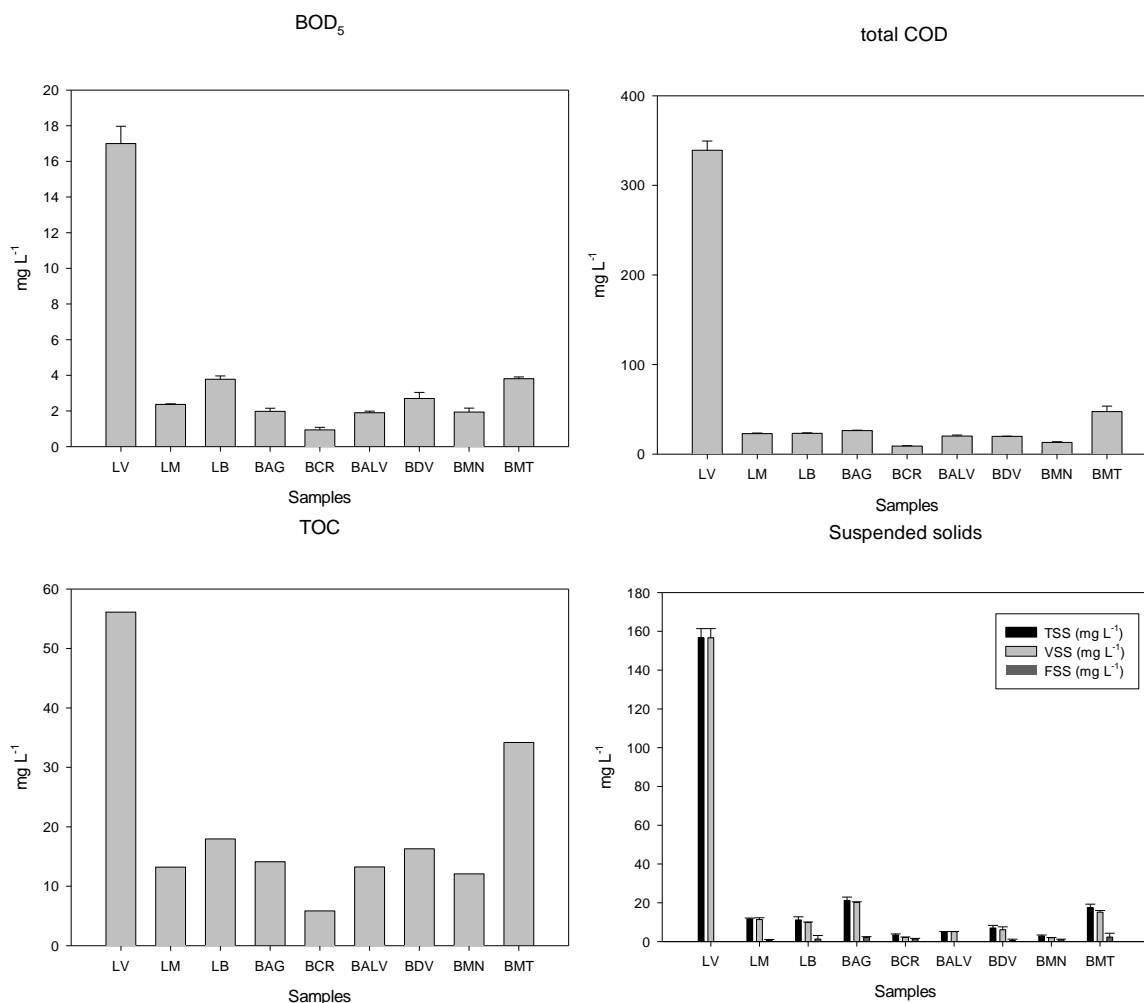 BOD₅
20
18
16
14
12
10
8
6
4
2
0
mg L⁻¹
LV LM LB BAG BCR BALV BDV BMN BMT
Samples
total COD
400
300
200
100
0
mg L⁻¹
LV LM LB BAG BCR BALV BDV BMN BMT
Samples
TOC
60
50
40
30
20
10
0
mg L⁻¹
LV LM LB BAG BCR BALV BDV BMN BMT
Samples
Suspended solids
180
160
140
120
100
80
60
40
20
0
mg L⁻¹
TSS (mg L⁻¹)
VSS (mg L⁻¹)
FSS (mg L⁻¹)
LV LM LB BAG BCR BALV BDV BMN BMT
Samples